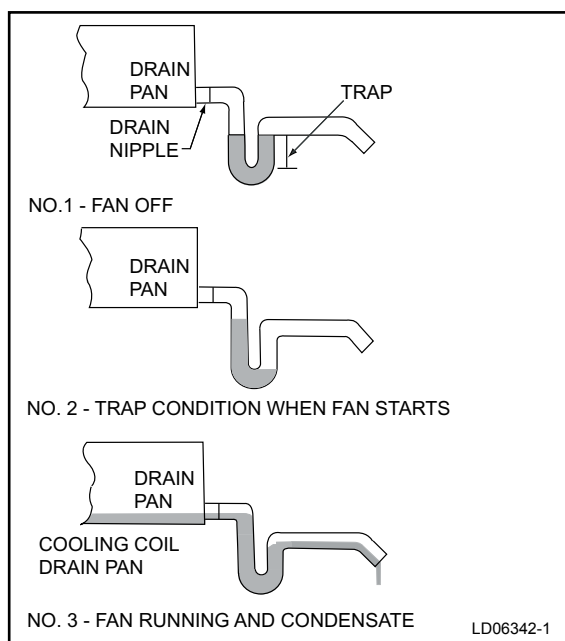 DRAIN
PAN
TRAP
DRAIN
NIPPLE
NO.1 - FAN OFF
DRAIN
PAN
NO. 2 - TRAP CONDITION WHEN FAN STARTS
DRAIN
PAN
COOLING COIL
DRAIN PAN
NO. 3 - FAN RUNNING AND CONDENSATE
LD06342-1